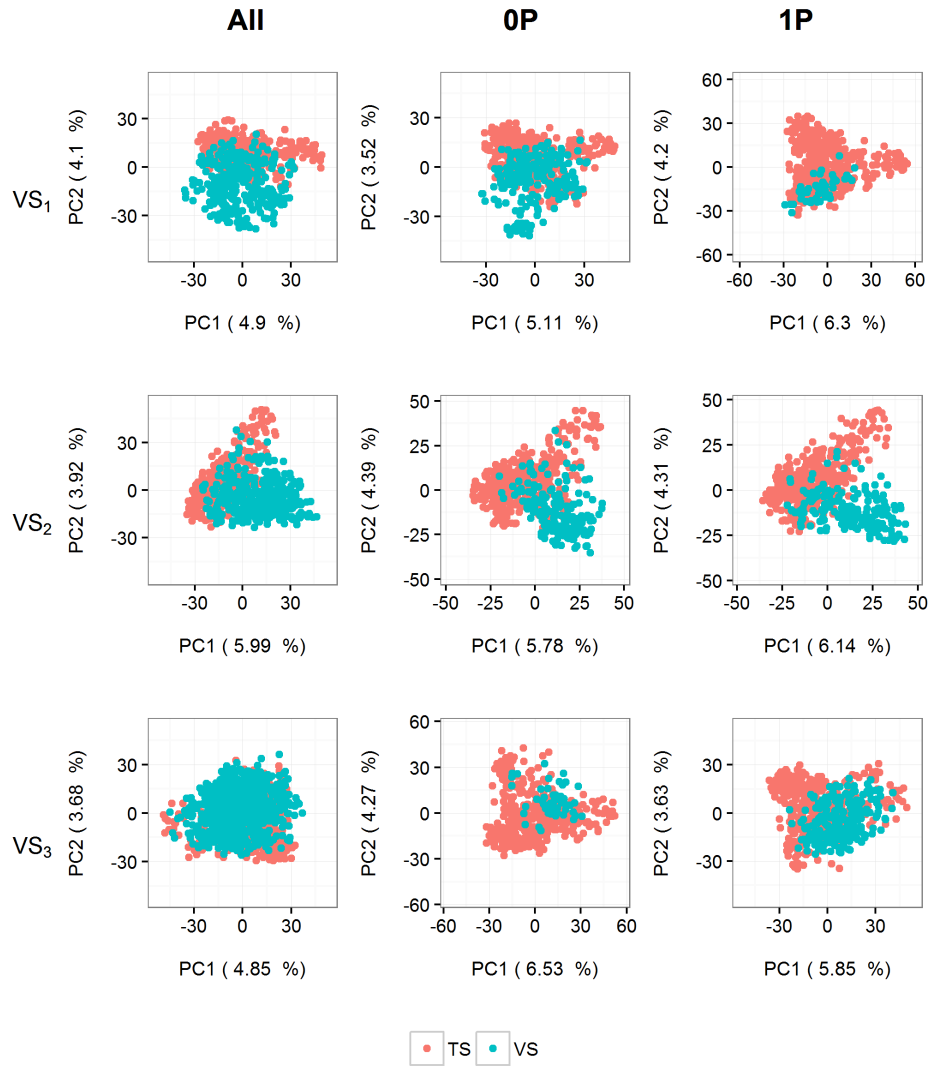 All 0P 1P
VS1
PC2 ( 4.1 %)
30
0
-30
-30 0 30
PC1 ( 4.9 %)
PC2 ( 3.52 %)
30
0
-30
-30 0 30
PC1 ( 5.11 %)
PC2 ( 4.2 %)
60
30
0
-30
-60
-60 -30 0 30 60
PC1 ( 6.3 %)
VS2
PC2 ( 3.92 %)
30
0
-30
-30 0 30
PC1 ( 5.99 %)
PC2 ( 4.39 %)
50
25
0
-25
-50
-50 -25 0 25 50
PC1 ( 5.78 %)
PC2 ( 4.31 %)
50
25
0
-25
-50
-50 -25 0 25 50
PC1 ( 6.14 %)
VS3
PC2 ( 3.68 %)
30
0
-30
-30 0 30
PC1 ( 4.85 %)
PC2 ( 4.27 %)
60
30
0
-30
-60
-60 -30 0 30 60
PC1 ( 6.53 %)
PC2 ( 3.63 %)
30
0
-30
-30 0 30
PC1 ( 5.85 %)
TS VS